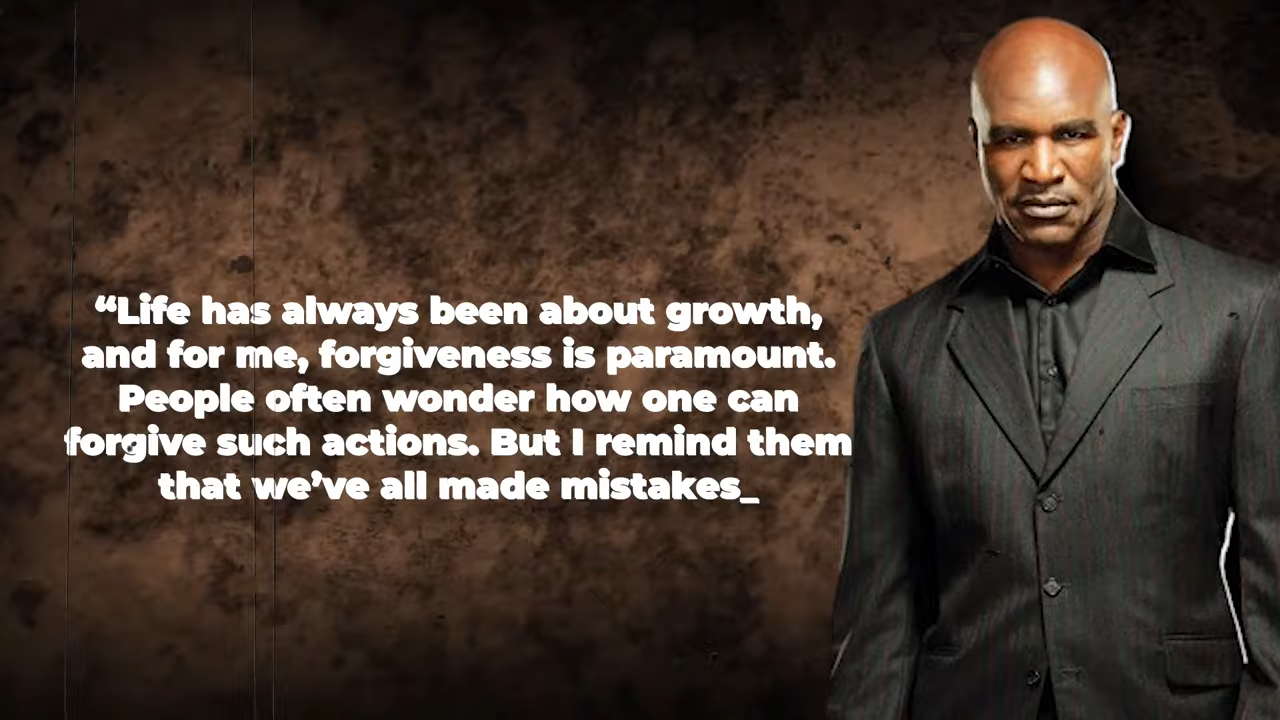 “Life has always been about growth,
and for me, forgiveness is paramount.
People often wonder how one can
forgive such actions. But I remind them
that we’ve all made mistakes_